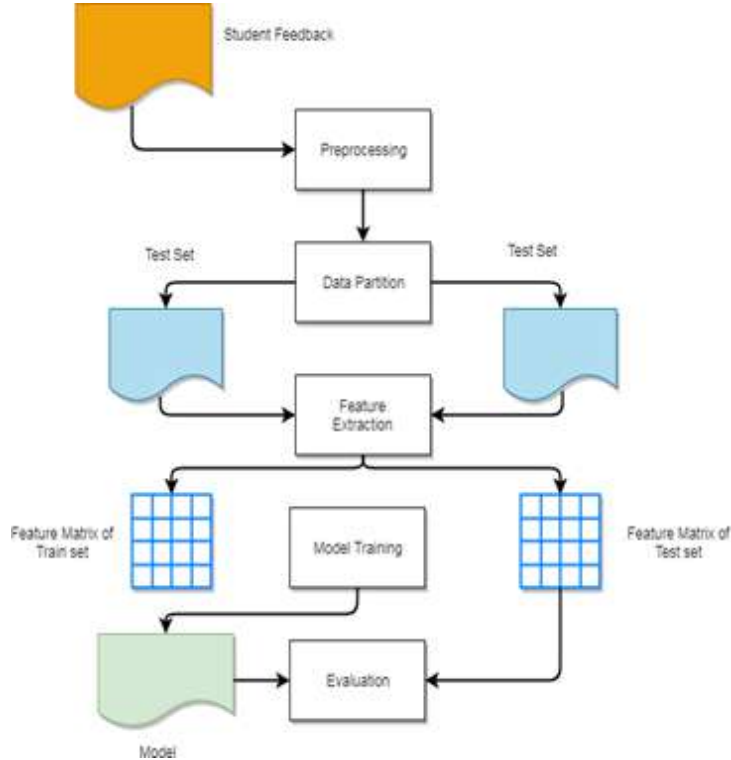 Student Feedback
Preprocessing
Test Set
Test Set
Data Partition
Feature
Extraction
Feature Matrix of
Train set
Model Training
Feature Matrix of
Test set
Evaluation
Model